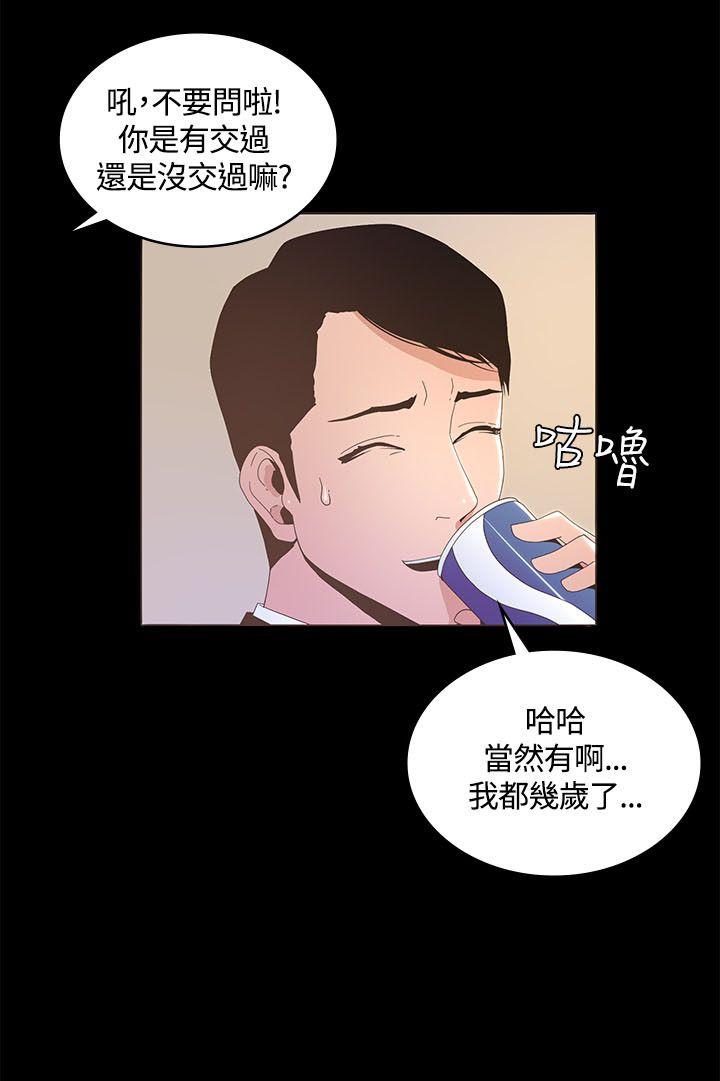 吼，不要問啦！
你是有交過
還是沒交過嘛？
咕嚕
哈哈
當然有啊…
我都幾歲了…